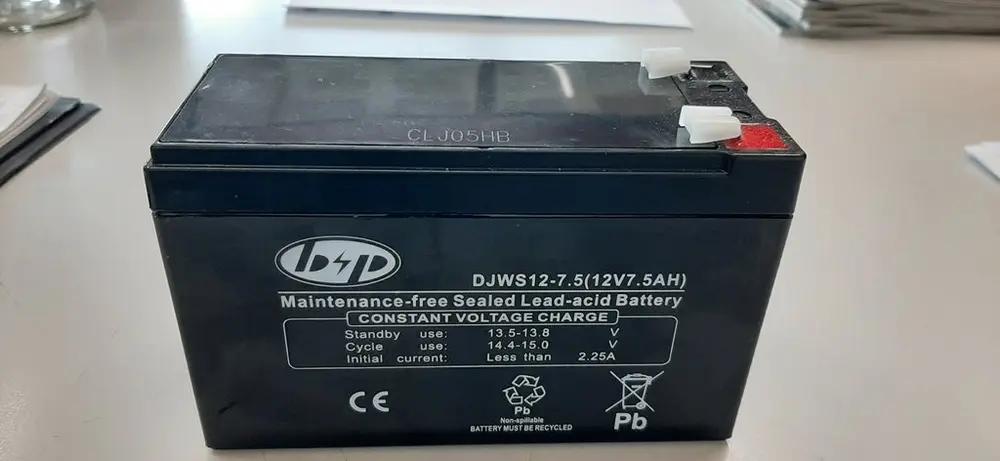 CLJ05HB
bsp
DJWS12-7.5(12V7.5AH)
Maintenance-free Sealed Lead-acid Battery
CONSTANT VOLTAGE CHARGE
Standby use: 13.5-13.8 V
Cycle use: 14.4-15.0 V
Initial current: Less than 2.25A
CE
Pb
Non-spillable
BATTERY MUST BE RECYCLED
Pb